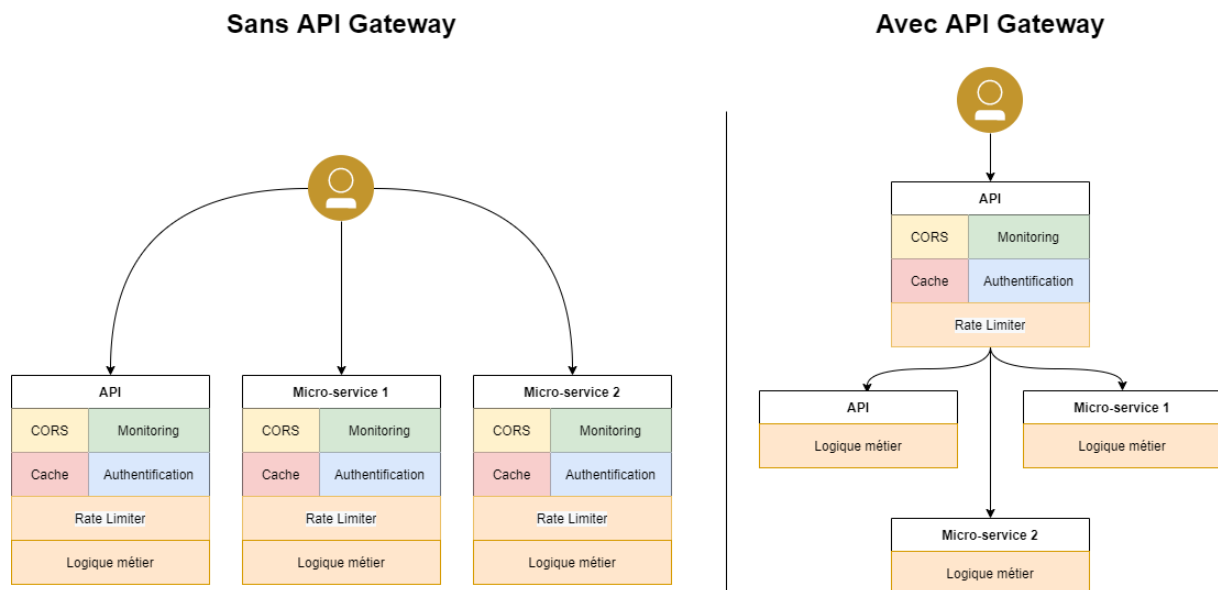 Sans API Gateway
Avec API Gateway
API
CORS
Monitoring
Cache
Authentification
Rate Limiter
Logique métier
Micro-service 1
CORS
Monitoring
Cache
Authentification
Rate Limiter
Logique métier
Micro-service 2
CORS
Monitoring
Cache
Authentification
Rate Limiter
Logique métier
API
CORS
Monitoring
Cache
Authentification
Rate Limiter
API
Logique métier
Micro-service 1
Logique métier
Micro-service 2
Logique métier